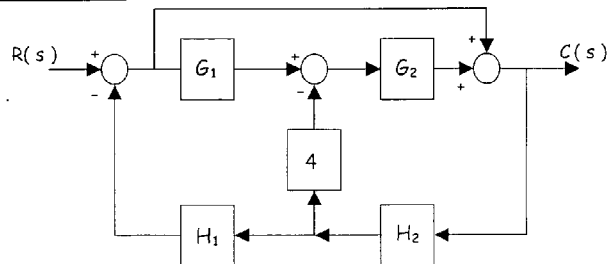 R(s) + - G₁ + - G₂ + + C(s)
4
H₁ H₂